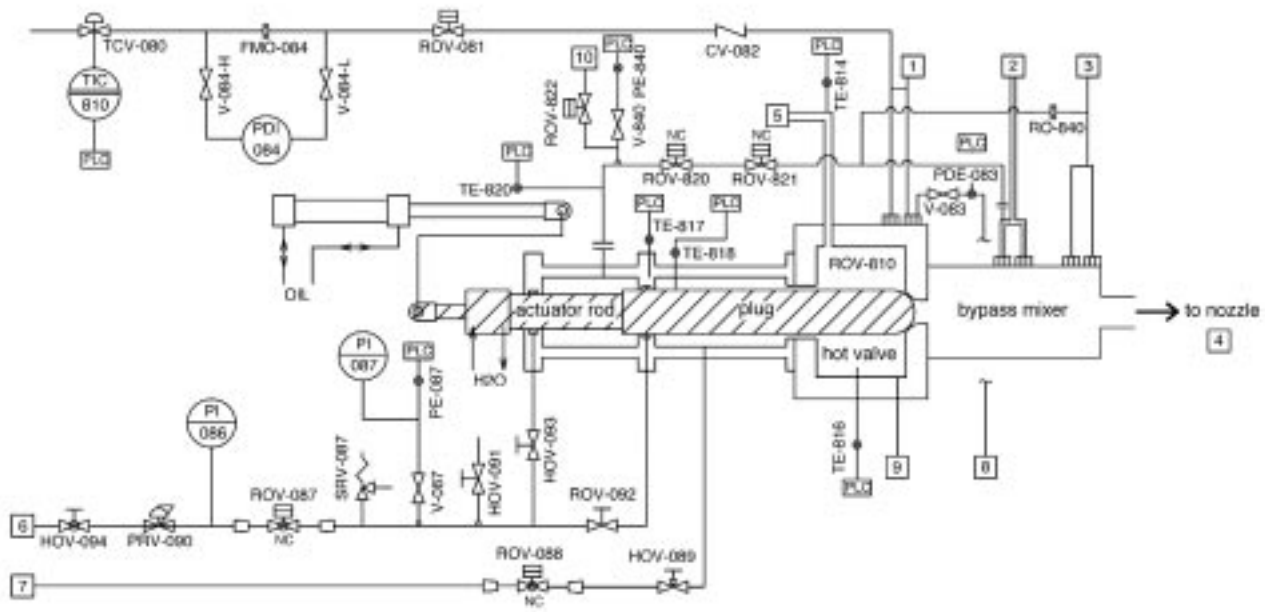 TCV-080
FMO-084
ROV-081
CV-082
TIC
810
PLC
V-084-H
V-084-L
PDI
084
10
PLC
PE-840
ROV-822
V-840
PLC
TE-814
5
1
2
3
RO-840
PLC
PDE-083
V-083
NC
NC
ROV-820
ROV-821
PLC
TE-820
PLC
PLC
TE-817
TE-818
OIL
ROV-810
actuator rod
plug
bypass mixer
to nozzle
4
hot valve
H2O
PI
087
PLC
PE-087
PI
086
SRV-087
V-087
HOV-091
HOV-093
TE-816
PLC
9
8
6
HOV-094
PRV-090
ROV-087
NC
ROV-092
7
ROV-088
NC
HOV-089